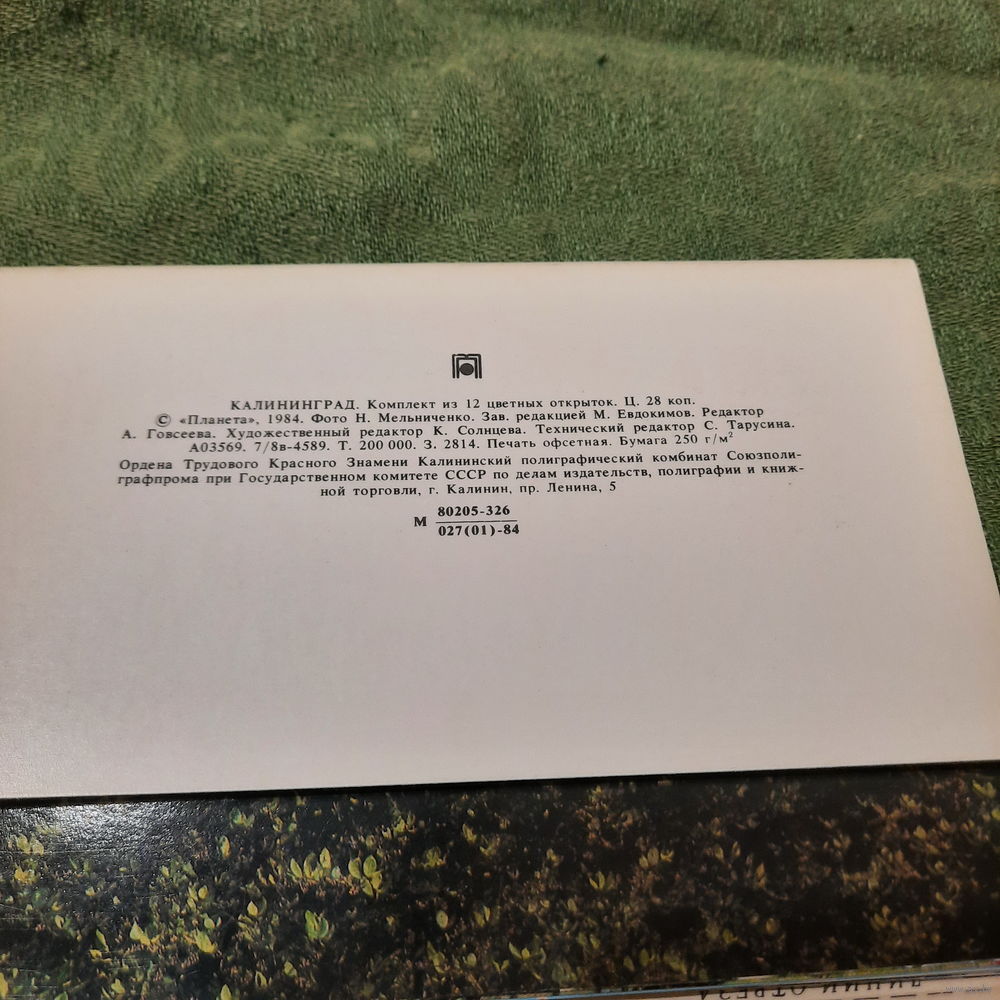 КАЛИНИНГРАД. Комплект из 12 цветных открыток. Ц. 28 коп.
© «Планета», 1984. Фото Н. Мельниченко. Зав. редакцией М. Евдокимов. Редактор
А. Говсеева. Художественный редактор К. Солнцева. Технический редактор С. Тарусина.
А03569. 7/8в-4589. Т. 200 000. З. 2814. Печать офсетная. Бумага 250 г/м²
Ордена Трудового Красного Знамени Калининский полиграфический комбинат Союзполи-
графпрома при Государственном комитете СССР по делам издательств, полиграфии и книж-
ной торговли, г. Калинин, пр. Ленина, 5
80205-326
М
027(01)-84
ЛИНИИ ОТРЕЗА